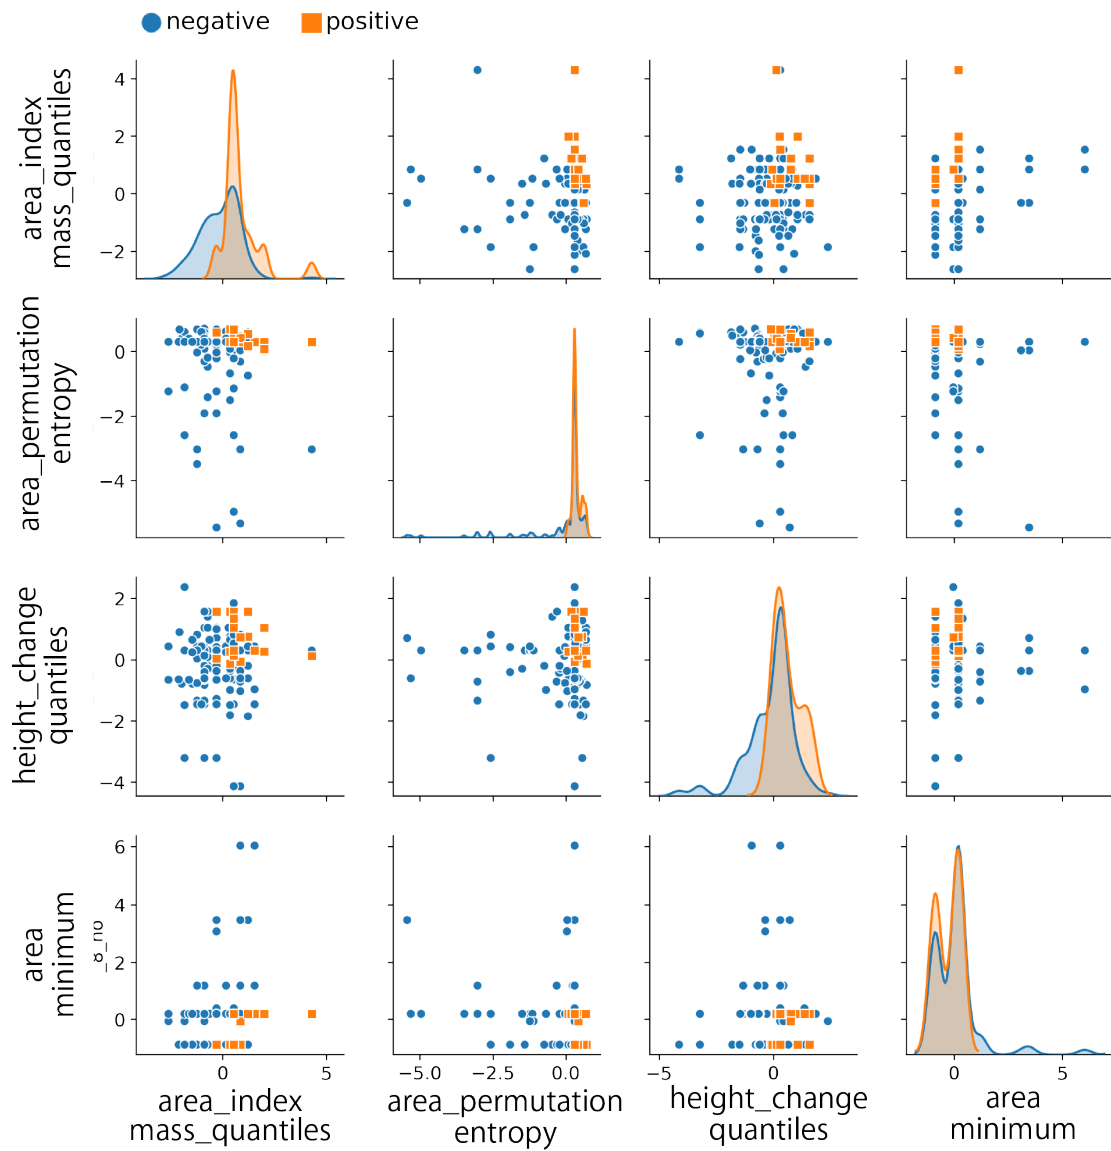 negative positive
area_index
mass_quantiles
4
2
0
−2
area_permutation
entropy
0
−2
−4
height_change
quantiles
2
0
−2
−4
area
minimum
6
4
2
0
0 5
−5.0 −2.5 0.0
−5 0
0 5
area_index
mass_quantiles
area_permutation
entropy
height_change
quantiles
area
minimum